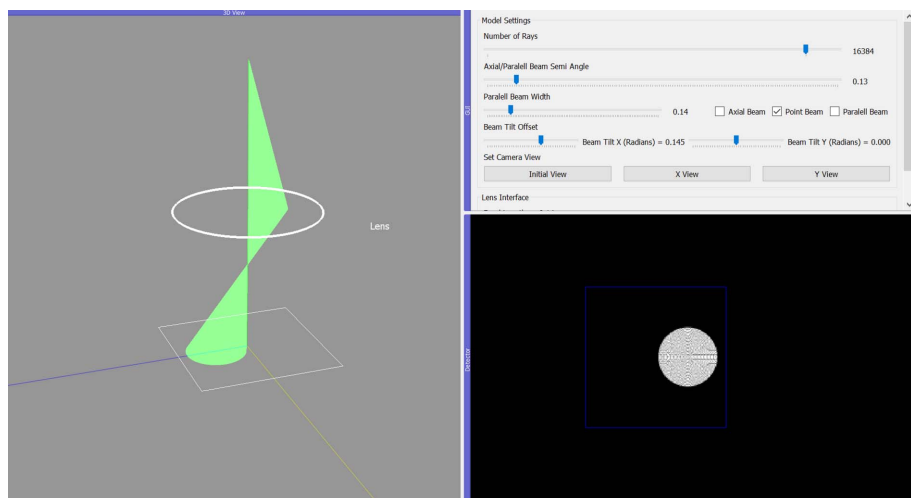 3D View
Lens
GUI
Model Settings
Number of Rays
16384
Axial/Paralell Beam Semi Angle
0.13
Paralell Beam Width
0.14 Axial Beam Point Beam Paralell Beam
Beam Tilt Offset
Beam Tilt X (Radians) = 0.145 Beam Tilt Y (Radians) = 0.000
Set Camera View
Initial View X View Y View
Lens Interface
Detector